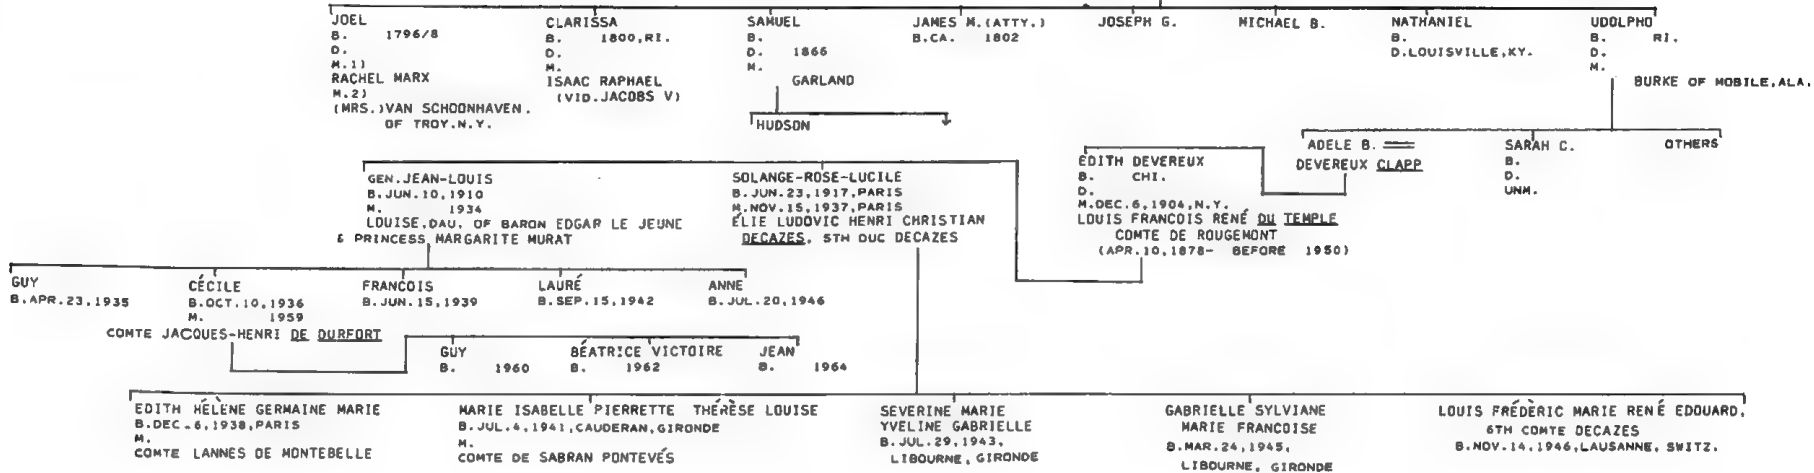 JOEL
B. 1796/8
D.
M.1)
RACHEL MARX
M.2)
(MRS.)VAN SCHOONHAVEN.
OF TROY.N.Y.
CLARISSA
B. 1800,RI.
D.
M.
ISAAC RAPHAEL
(VID.JACOBS V)
SAMUEL
B.
D. 1866
M.
GARLAND
HUDSON
JAMES M.(ATTY.)
B.CA. 1802
JOSEPH G.
MICHAEL B.
NATHANIEL
B.
D.LOUISVILLE,KY.
UDOLPHO
B. RI.
D.
M.
BURKE OF MOBILE,ALA.
ADELE B.
DEVEREUX CLAPP
SARAH C.
B.
D.
UNM.
OTHERS
EDITH DEVEREUX
B. CHI.
D.
M.DEC.6,1904,N.Y.
LOUIS FRANCOIS RENÉ DU TEMPLE
COMTE DE ROUGEMONT
(APR.10,1878- BEFORE 1950)
GEN.JEAN-LOUIS
B.JUN.10,1910
M. 1934
LOUISE,DAU. OF BARON EDGAR LE JEUNE
& PRINCESS MARGARITE MURAT
SOLANGE-ROSE-LUCILE
B.JUN.23,1917,PARIS
M.NOV.15,1937,PARIS
ÉLIE LUDOVIC HENRI CHRISTIAN
DECAZES, 5TH DUC DECAZES
GUY
B.APR.23,1935
CÉCILE
B.OCT.10,1936
M. 1959
COMTE JACQUES-HENRI DE DURFORT
FRANCOIS
B.JUN.15,1939
LAURÉ
B.SEP.15,1942
ANNE
B.JUL.20,1946
GUY
B. 1960
BÉATRICE VICTOIRE
B. 1962
JEAN
B. 1964
EDITH HÉLÈNE GERMAINE MARIE
B.DEC.6,1938,PARIS
M.
COMTE LANNES DE MONTEBELLE
MARIE ISABELLE PIERRETTE THÉRÈSE LOUISE
B.JUL.4,1941,CAUDERAN,GIRONDE
M.
COMTE DE SABRAN PONTEVÉS
SEVERINE MARIE
YVELINE GABRIELLE
B.JUL.29,1943,
LIBOURNE, GIRONDE
GABRIELLE SYLVIANE
MARIE FRANCOISE
B.MAR.24,1945,
LIBOURNE, GIRONDE
LOUIS FRÉDÉRIC MARIE RENÉ EDOUARD,
6TH COMTE DECAZES
B.NOV.14,1946,LAUSANNE, SWITZ.